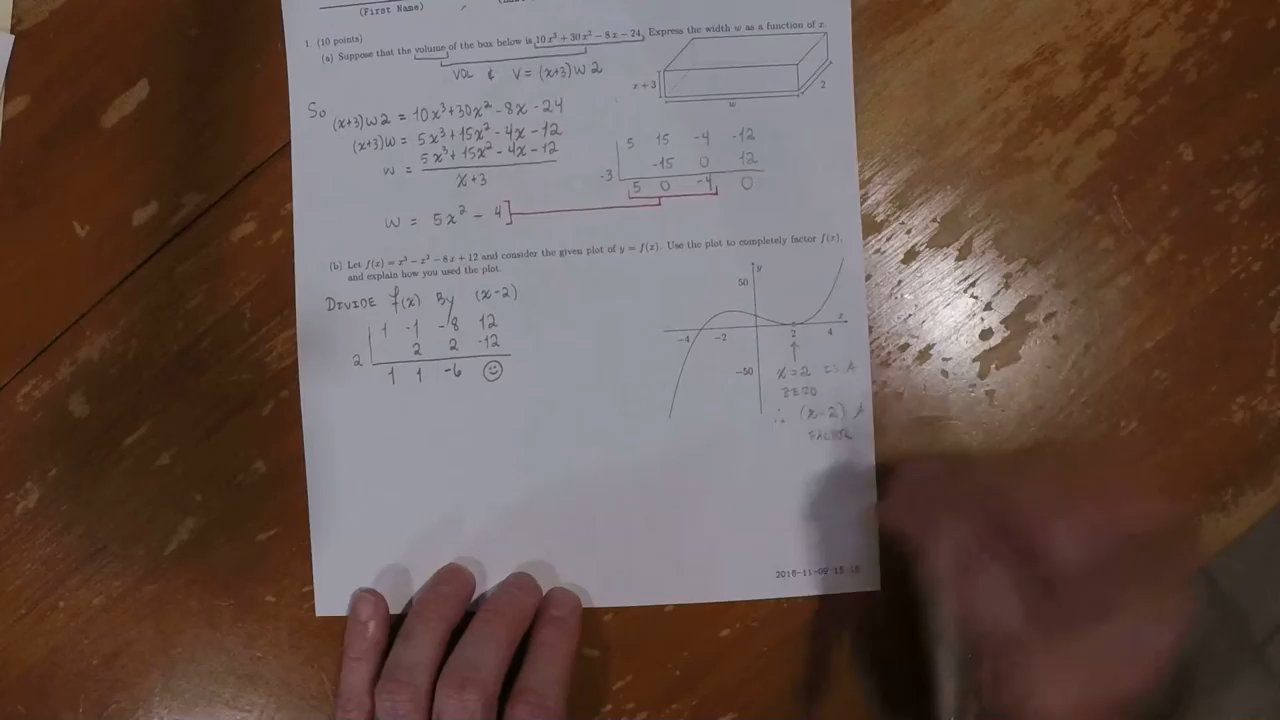 (First Name)
1. (10 points)
(a) Suppose that the volume of the box below is 10x³ + 30x² − 8x − 24. Express the width w as a function of x.
VOL & V = (x+3) W 2
x + 3
w
2
So
(x+3) W 2 = 10x³+30x² - 8x - 24
(x+3) W = 5x³+15x² - 4x - 12
W = 5x³+15x² - 4x - 12
x+3
5 15 -4 -12
-15 0 12
-3
5 0 -4 0
W = 5x² - 4
(b) Let f(x) = x³ − x² − 8x + 12 and consider the given plot of y = f(x). Use the plot to completely factor f(x),
and explain how you used the plot.
DIVIDE f(x) By (x-2)
1 -1 -8 12
2 2 -12
2
1 1 -6
y
50
x
−4 −2 2 4
−50
x=2 IS A
ZERO
∴ (x-2) A
FACTOR
2016-11-09